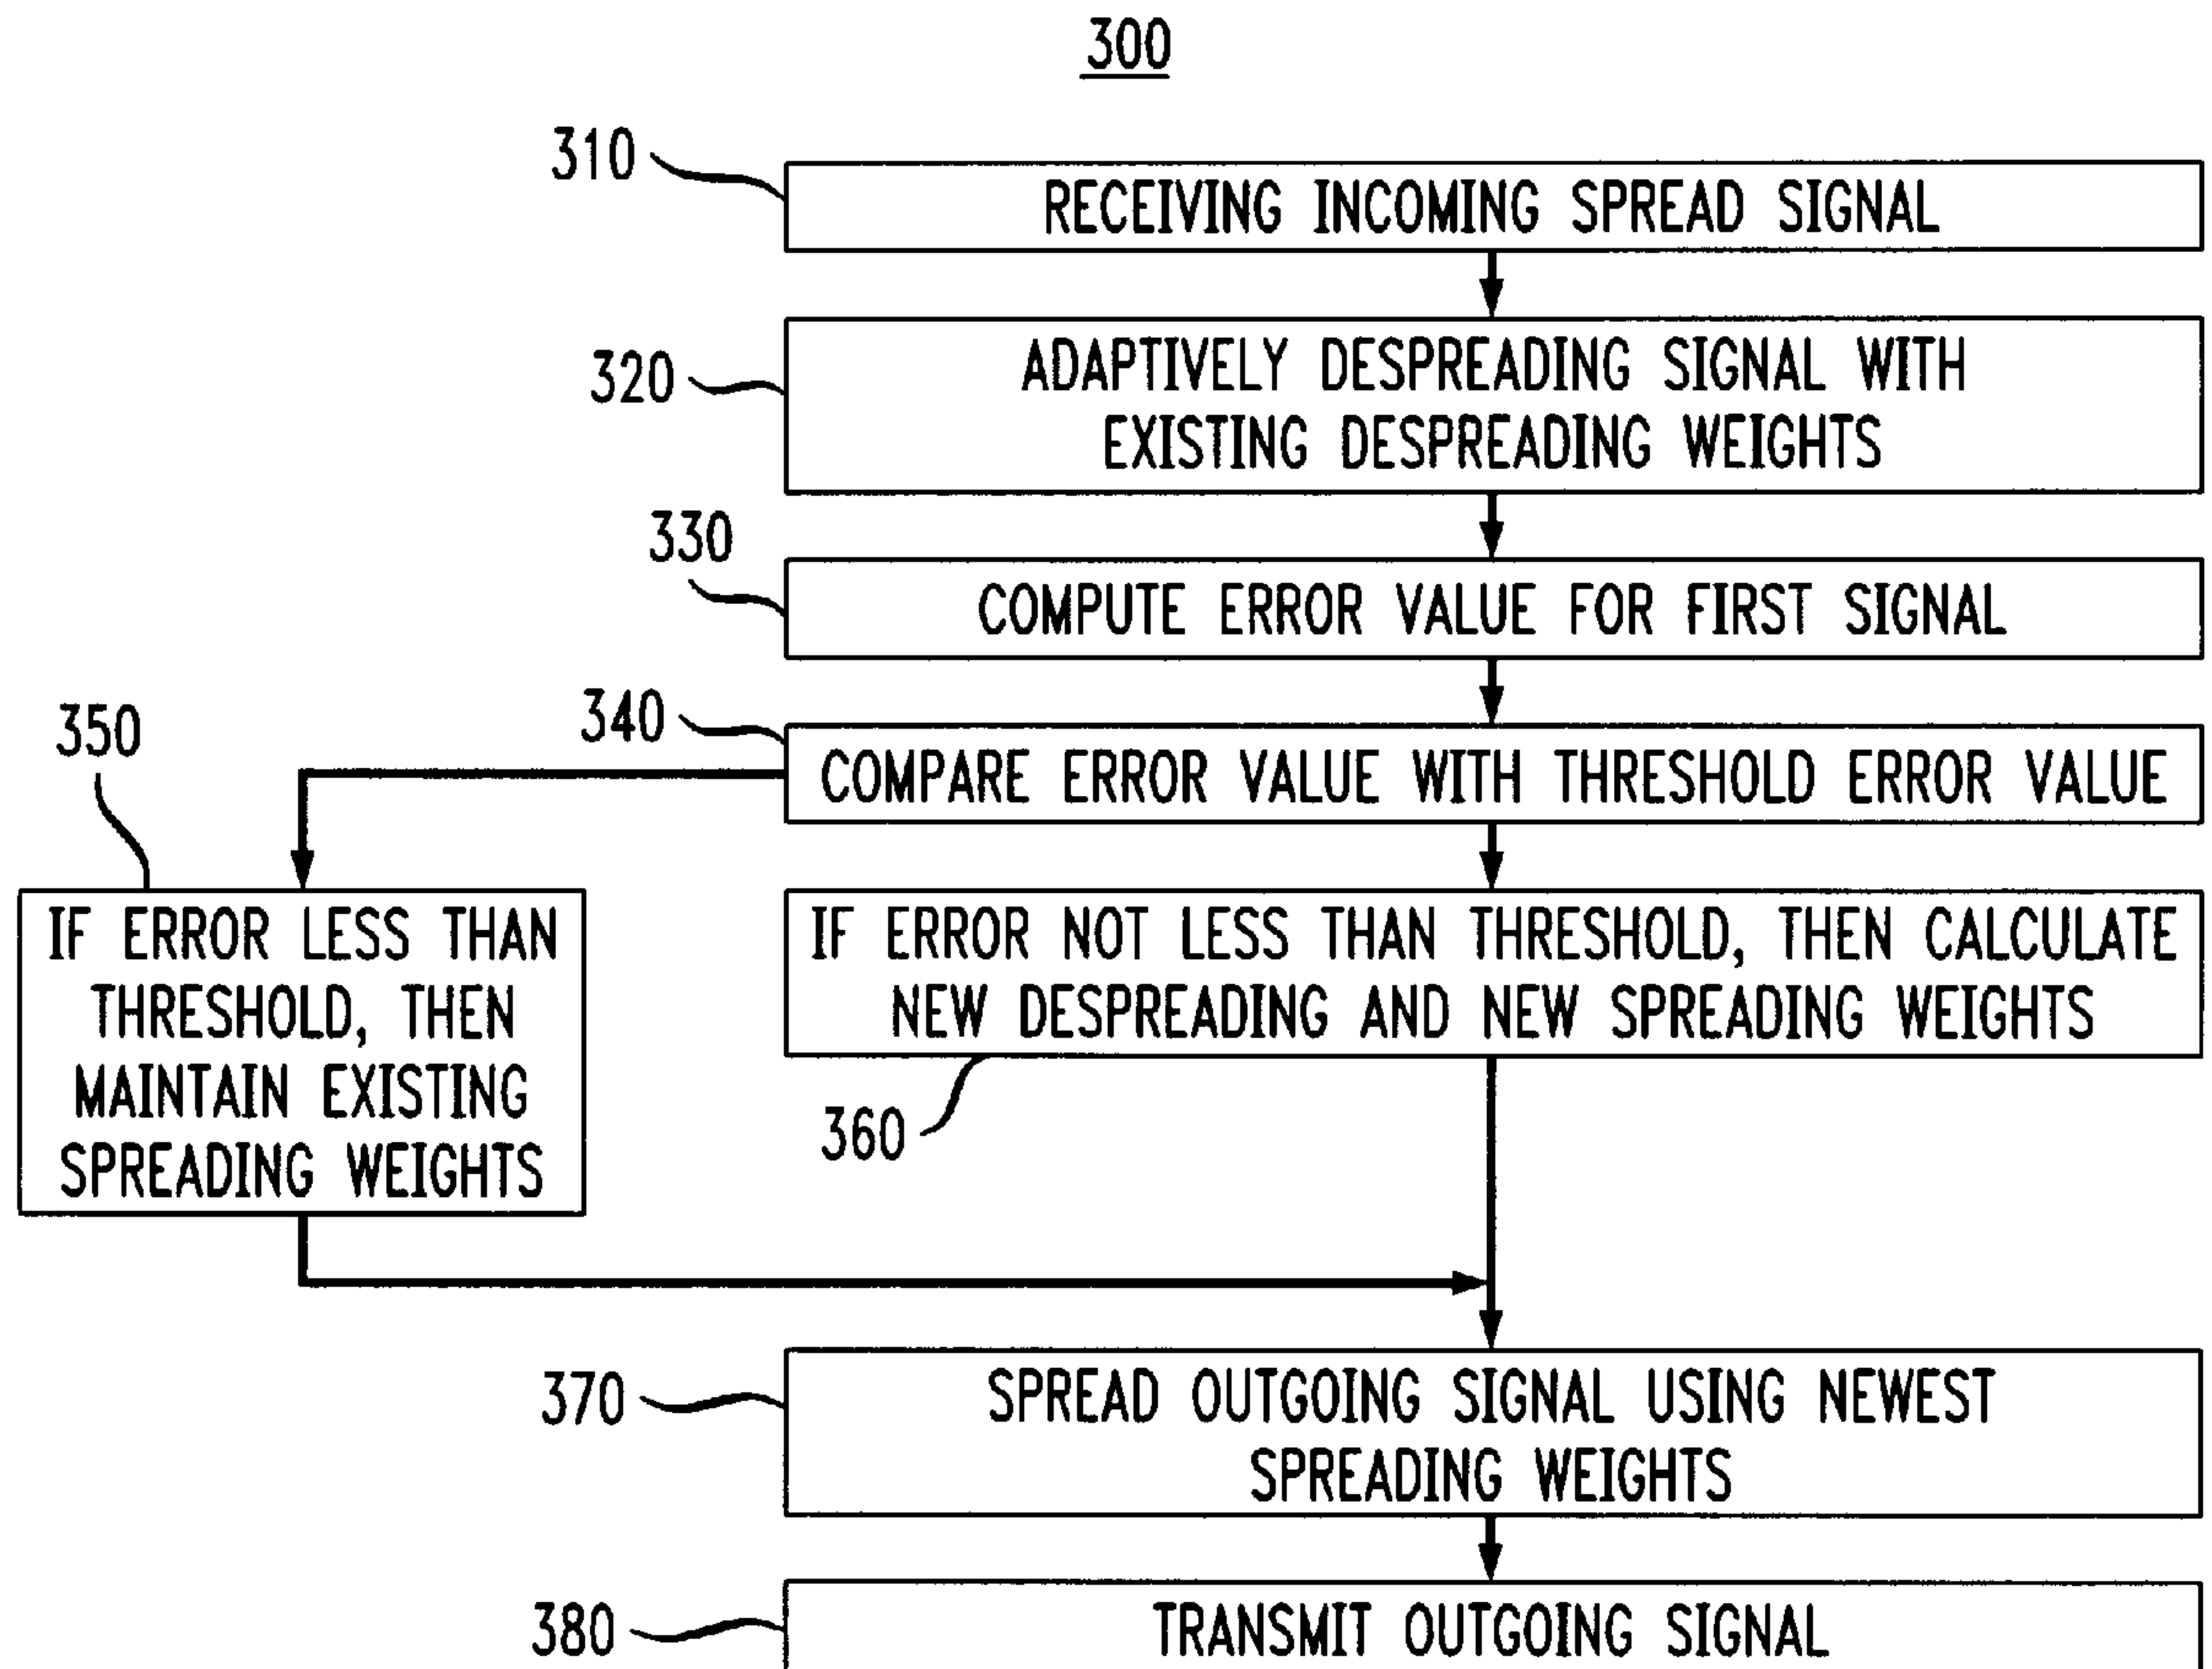 300
310
RECEIVING INCOMING SPREAD SIGNAL
320
ADAPTIVELY DESPREADING SIGNAL WITH
EXISTING DESPREADING WEIGHTS
330
COMPUTE ERROR VALUE FOR FIRST SIGNAL
340
COMPARE ERROR VALUE WITH THRESHOLD ERROR VALUE
350
IF ERROR LESS THAN
THRESHOLD, THEN
MAINTAIN EXISTING
SPREADING WEIGHTS
IF ERROR NOT LESS THAN THRESHOLD, THEN CALCULATE
NEW DESPREADING AND NEW SPREADING WEIGHTS
360
370
SPREAD OUTGOING SIGNAL USING NEWEST
SPREADING WEIGHTS
380
TRANSMIT OUTGOING SIGNAL